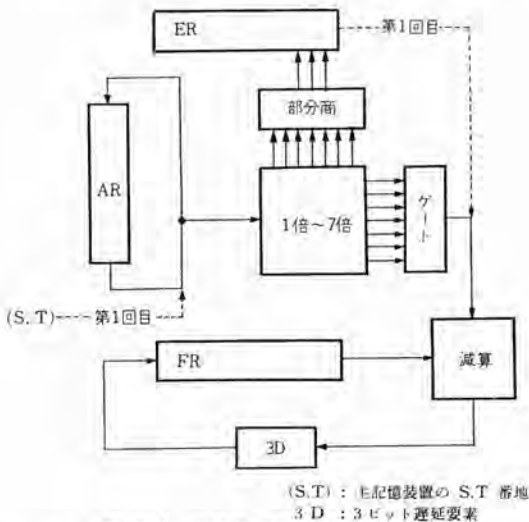 ER
第1回目
部分商
AR
1倍～7倍
ゲート
(S.T)
第1回目
FR
減算
3D
(S.T) : 主記憶装置の S.T 番地
3 D : 3ビット遅延要素